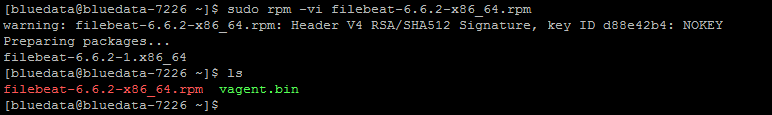 [bluedata@bluedata-7226 ~]$ sudo rpm -vi filebeat-6.6.2-x86_64.rpm
warning: filebeat-6.6.2-x86_64.rpm: Header V4 RSA/SHA512 Signature, key ID d88e42b4: NOKEY
Preparing packages...
filebeat-6.6.2-1.x86_64
[bluedata@bluedata-7226 ~]$ ls
filebeat-6.6.2-x86_64.rpm  vagent.bin
[bluedata@bluedata-7226 ~]$